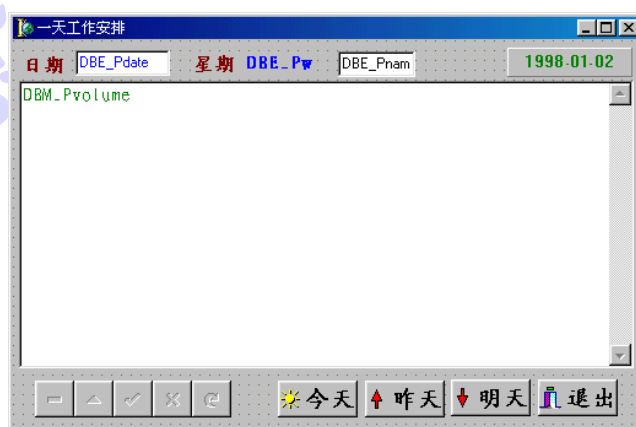 一天工作安排
日期 DBE_Pdate 星期 DBE_Pw DBE_Pnam 1998-01-02
DBM_Pvolume
今天 昨天 明天 退出